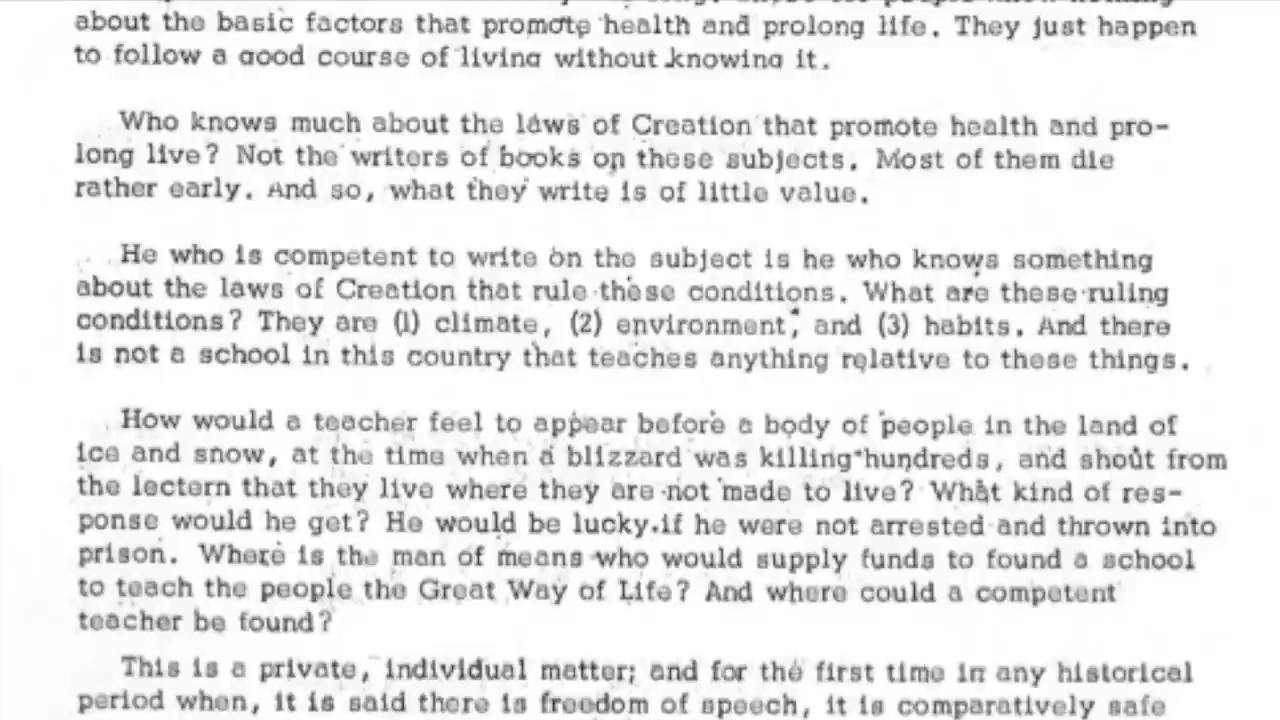 about the basic factors that promote health and prolong life. They just happen
to follow a good course of living without knowing it.
Who knows much about the laws of Creation that promote health and pro-
long live? Not the writers of books on these subjects. Most of them die
rather early. And so, what they write is of little value.
He who is competent to write on the subject is he who knows something
about the laws of Creation that rule these conditions. What are these ruling
conditions? They are (1) climate, (2) environment, and (3) habits. And there
is not a school in this country that teaches anything relative to these things.
How would a teacher feel to appear before a body of people in the land of
ice and snow, at the time when a blizzard was killing hundreds, and shout from
the lectern that they live where they are not made to live? What kind of res-
ponse would he get? He would be lucky if he were not arrested and thrown into
prison. Where is the man of means who would supply funds to found a school
to teach the people the Great Way of Life? And where could a competent
teacher be found?
This is a private, individual matter; and for the first time in any historical
period when, it is said there is freedom of speech, it is comparatively safe